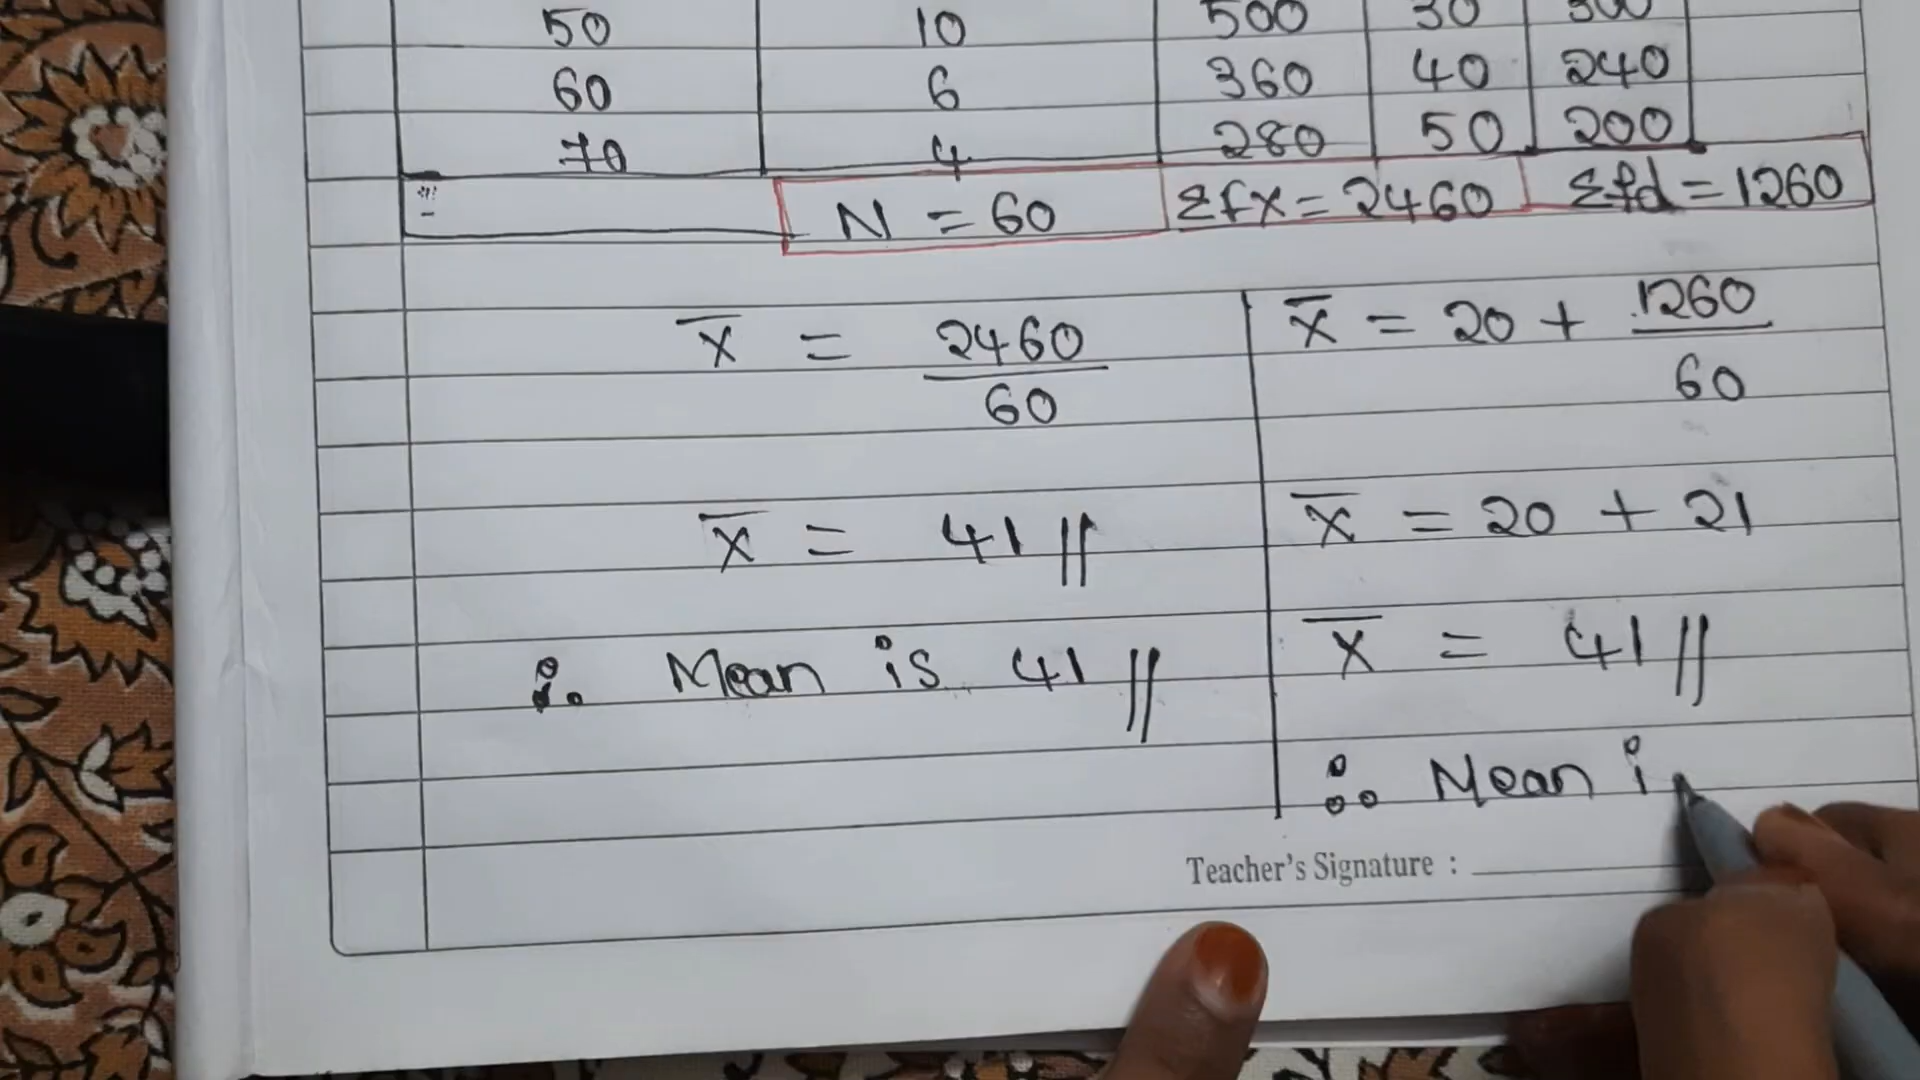 50 10 500 30 300
60 6 360 40 240
70 4 280 50 200
N = 60 Σfx = 2460 Σfd = 1260
x̄ = 2460
60
x̄ = 41 //
∴ Mean is 41 //
x̄ = 20 + 1260
60
x̄ = 20 + 21
x̄ = 41 //
∴ Mean i
Teacher's Signature :